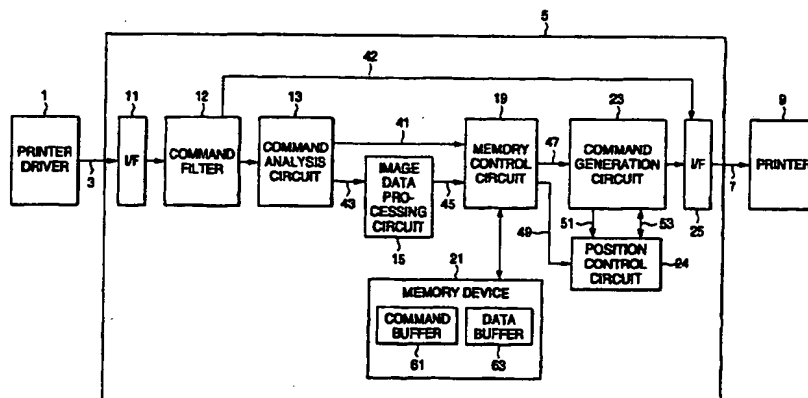 5
42
1
11
12
13
19
23
9
PRINTER DRIVER
3
I/F
COMMAND FILTER
COMMAND
ANALYSIS
CIRCUIT
41
43
IMAGE
DATA
PRO-
CESSING
CIRCUIT
15
45
MEMORY
CONTROL
CIRCUIT
47
49
COMMAND
GENERATION
CIRCUIT
I/F
25
7
PRINTER
51
53
POSITION
CONTROL
CIRCUIT
24
21
MEMORY DEVICE
COMMAND
BUFFER
61
DATA
BUFFER
63